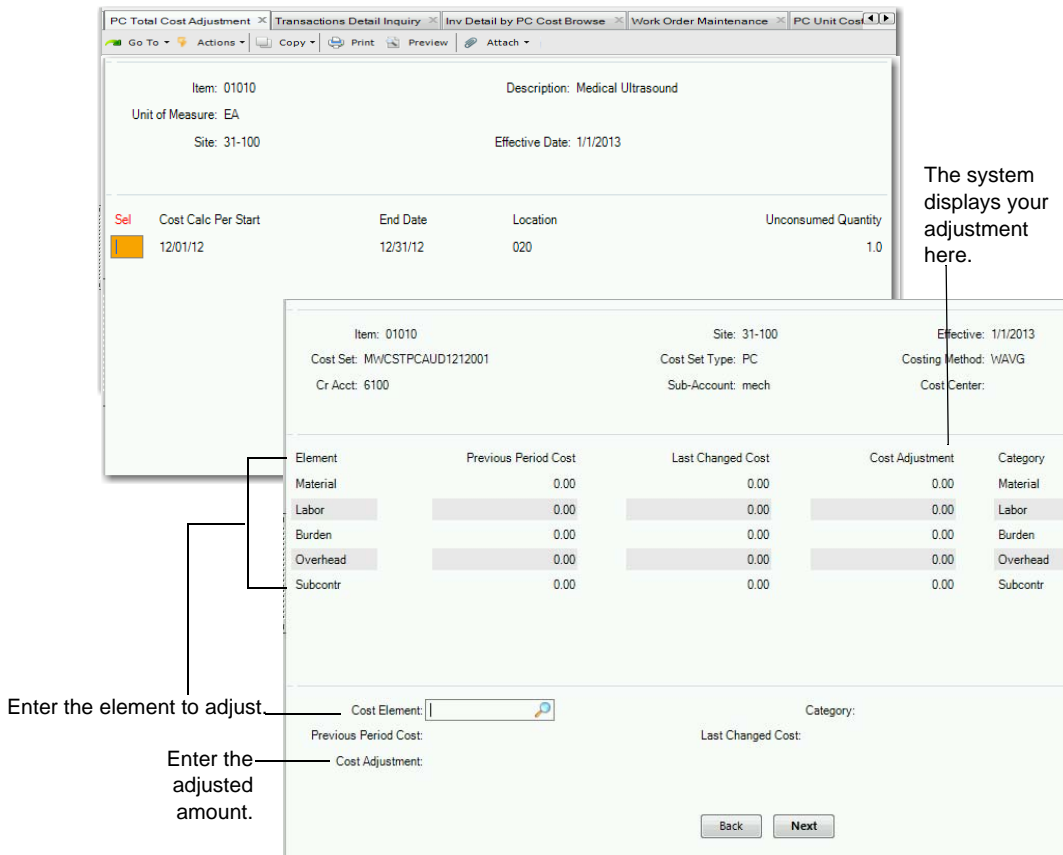 PC Total Cost Adjustment Transactions Detail Inquiry Inv Detail by PC Cost Browse Work Order Maintenance PC Unit Cost
Go To Actions Copy Print Preview Attach
Item: 01010 Description: Medical Ultrasound
Unit of Measure: EA
Site: 31-100 Effective Date: 1/1/2013
Sel Cost Calc Per Start End Date Location Unconsumed Quantity
12/01/12 12/31/12 020 1.0
The system
displays your
adjustment
here.
Item: 01010 Site: 31-100 Effective: 1/1/2013
Cost Set: MWCSTPCAUD1212001 Cost Set Type: PC Costing Method: WAVG
Cr Acct: 6100 Sub-Account: mech Cost Center:
Element Previous Period Cost Last Changed Cost Cost Adjustment Category
Material 0.00 0.00 0.00 Material
Labor 0.00 0.00 0.00 Labor
Burden 0.00 0.00 0.00 Burden
Overhead 0.00 0.00 0.00 Overhead
Subcontr 0.00 0.00 0.00 Subcontr
Enter the element to adjust.
Cost Element: Category:
Previous Period Cost: Last Changed Cost:
Cost Adjustment:
Enter the
adjusted
amount.
Back Next